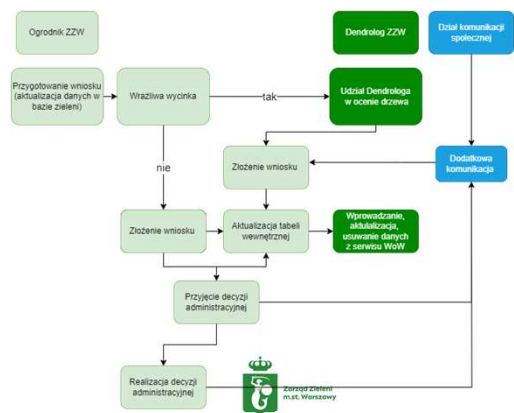 Ogrodnik ZZW
Dendrolog ZZW
Dział komunikacji
społecznej
Przygotowanie wniosku
(aktualizacja danych w
bazie zieleni)
Wrażliwa wycinka
tak
Udział Dendrologa
w ocenie drzewa
nie
Złożenie wniosku
Dodatkowa
komunikacja
Złożenie wniosku
Aktualizacja tabeli
wewnętrznej
Wprowadzanie,
aktulalizacja,
usuwanie danych
z serwisu WoW
Przyjęcie decyzji
administracyjnej
Realizacja decyzji
administracyjnej
Zarząd Zieleni
m.st. Warszawy